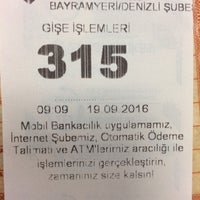 BAYRAMYERİ/DENİZLİ ŞUBE
GİŞE İŞLEMLERİ
315
09:09 19.09.2016
Mobil Bankacılık uygulamamız,
İnternet Şubemiz, Otomatik Ödeme
Talimatı ve ATM'lerimiz aracılığı ile
işlemlerinizi gerçekleştirin,
zamanınız size kalsın!